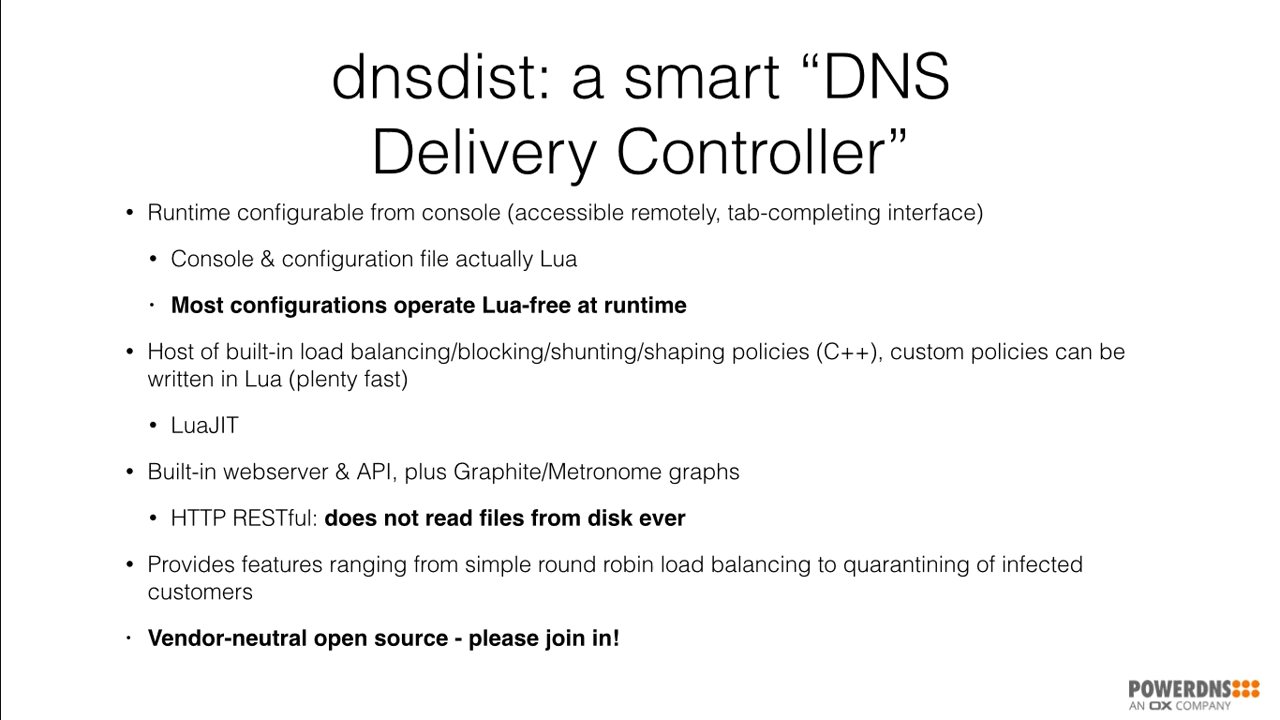 dnsdist: a smart “DNS
Delivery Controller”
• Runtime configurable from console (accessible remotely, tab-completing interface)
• Console & configuration file actually Lua
• Most configurations operate Lua-free at runtime
• Host of built-in load balancing/blocking/shunting/shaping policies (C++), custom policies can be
written in Lua (plenty fast)
• LuaJIT
• Built-in webserver & API, plus Graphite/Metronome graphs
• HTTP RESTful: does not read files from disk ever
• Provides features ranging from simple round robin load balancing to quarantining of infected
customers
• Vendor-neutral open source - please join in!
POWERDNS
AN OX COMPANY